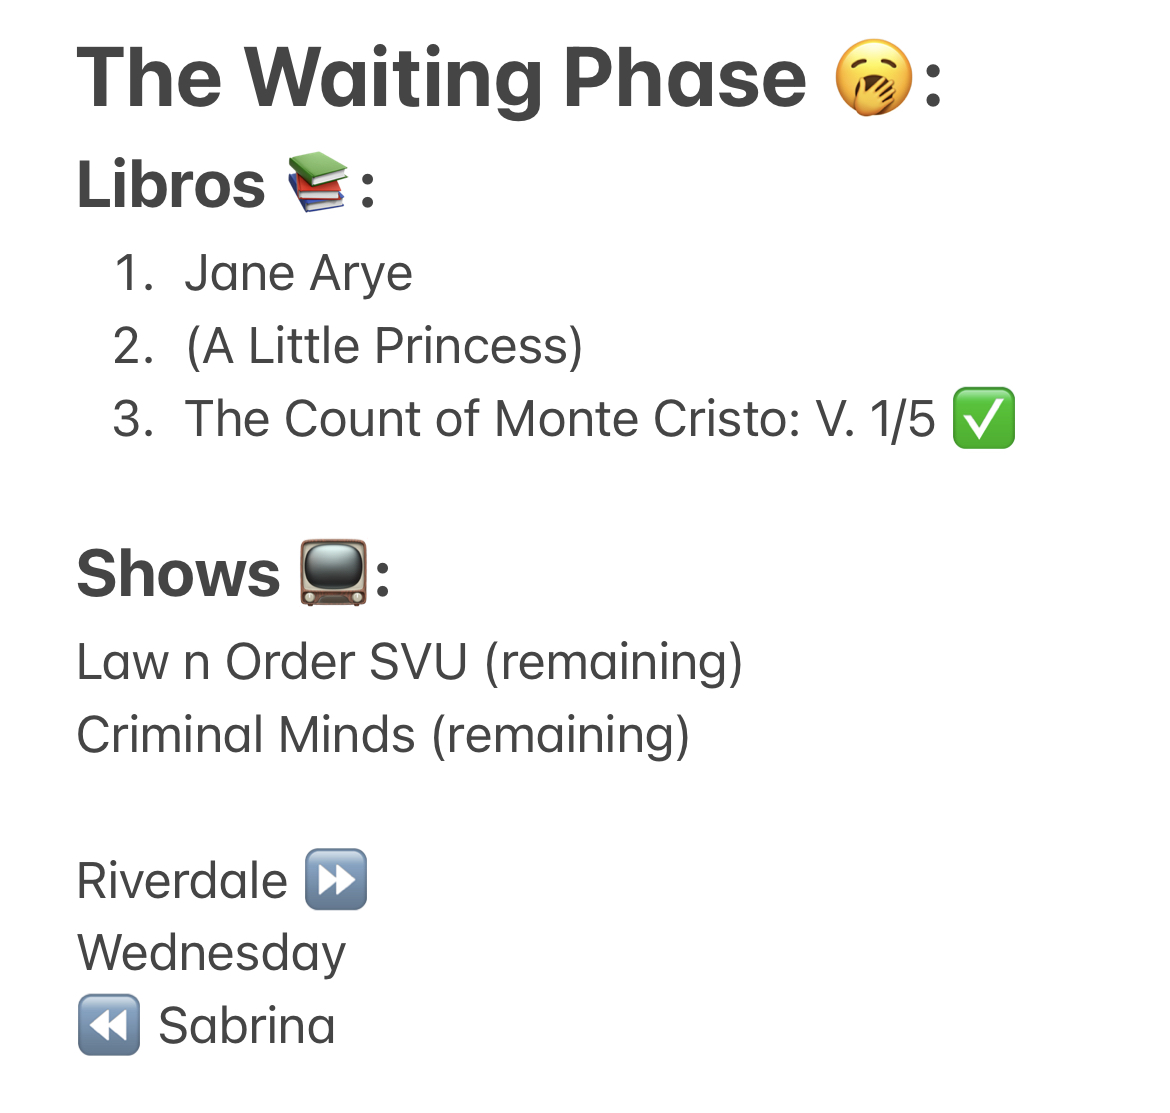 The Waiting Phase 🥱:
Libros 📚:
1. Jane Arye
2. (A Little Princess)
3. The Count of Monte Cristo: V. 1/5 ✅
Shows 📺:
Law n Order SVU (remaining)
Criminal Minds (remaining)
Riverdale ⏩
Wednesday
⏪ Sabrina